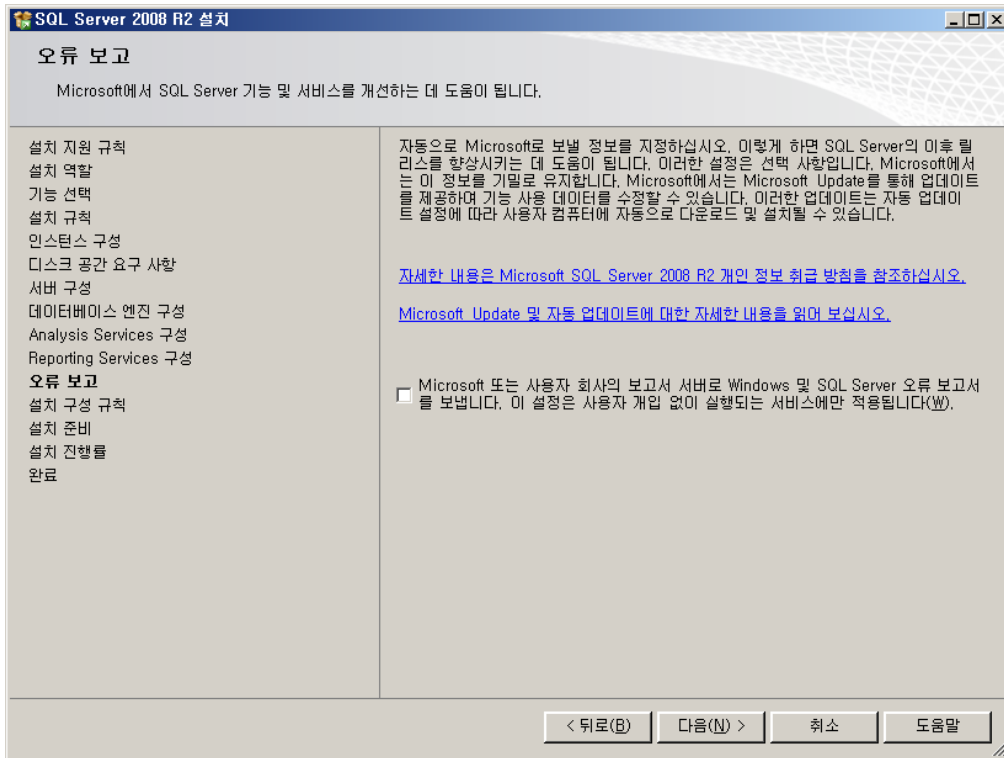 SQL Server 2008 R2 설치
오류 보고
Microsoft에서 SQL Server 기능 및 서비스를 개선하는 데 도움이 됩니다.
설치 지원 규칙
설치 역할
기능 선택
설치 규칙
인스턴스 구성
디스크 공간 요구 사항
서버 구성
데이터베이스 엔진 구성
Analysis Services 구성
Reporting Services 구성
오류 보고
설치 구성 규칙
설치 준비
설치 진행률
완료
자동으로 Microsoft로 보낼 정보를 지정하십시오. 이렇게 하면 SQL Server의 이후 릴
리스를 향상시키는 데 도움이 됩니다. 이러한 설정은 선택 사항입니다. Microsoft에서
는 이 정보를 기밀로 유지합니다. Microsoft에서는 Microsoft Update를 통해 업데이트
를 제공하며 기능 사용 데이터를 수정할 수 있습니다. 이러한 업데이트는 자동 업데이
트 설정에 따라 사용자 컴퓨터에 자동으로 다운로드 및 설치될 수 있습니다.
자세한 내용은 Microsoft SQL Server 2008 R2 개인 정보 취급 방침을 참조하십시오.
Microsoft Update 및 자동 업데이트에 대한 자세한 내용을 읽어 보십시오.
Microsoft 또는 사용자 회사의 보고서 서버로 Windows 및 SQL Server 오류 보고서
를 보냅니다. 이 설정은 사용자 개입 없이 실행되는 서비스에만 적용됩니다(W).
< 뒤로(B)
다음(N) >
취소
도움말